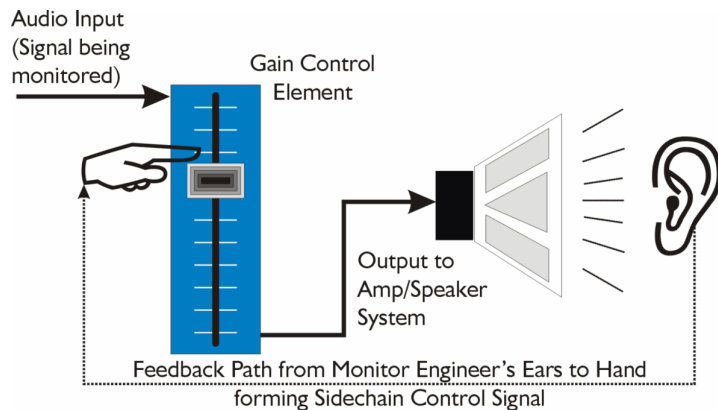 Audio Input
(Signal being
monitored)
Gain Control
Element
Output to
Amp/Speaker
System
Feedback Path from Monitor Engineer's Ears to Hand
forming Sidechain Control Signal